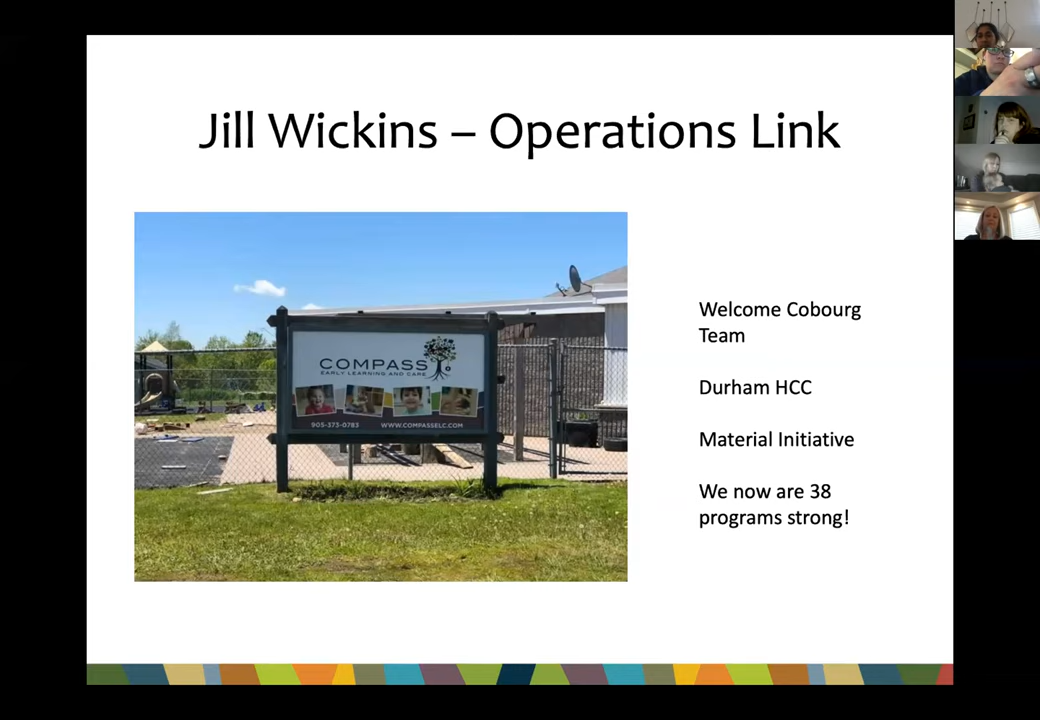 Jill Wickins – Operations Link
COMPASS
EARLY LEARNING AND CARE
905-373-0783 WWW.COMPASSELC.COM
Welcome Cobourg
Team
Durham HCC
Material Initiative
We now are 38
programs strong!